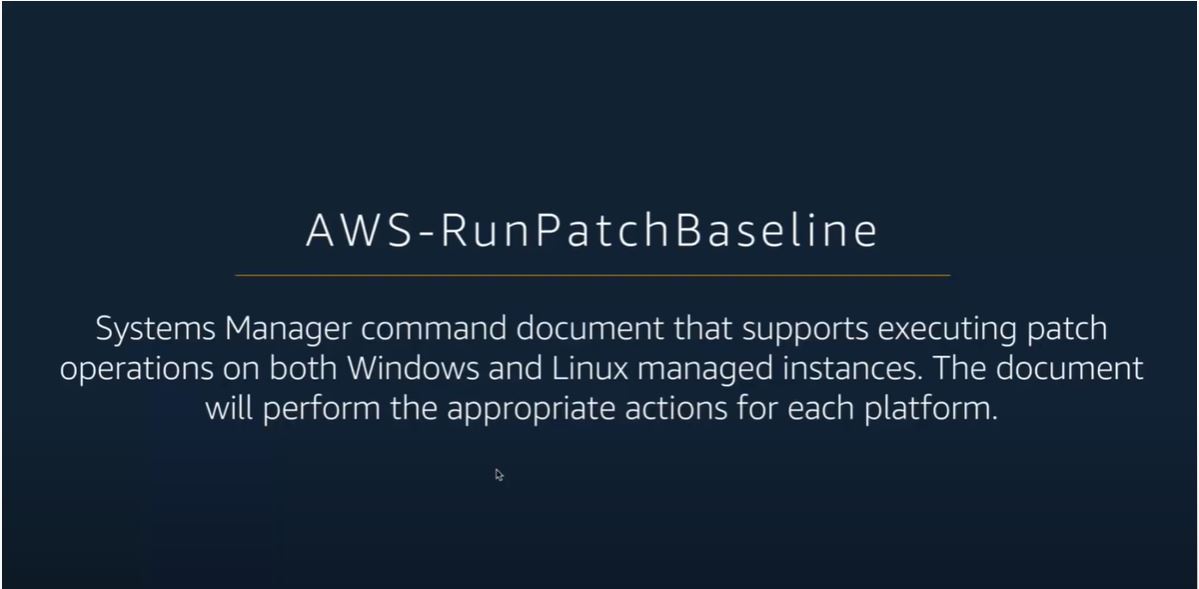 AWS-RunPatchBaseline
Systems Manager command document that supports executing patch
operations on both Windows and Linux managed instances. The document
will perform the appropriate actions for each platform.